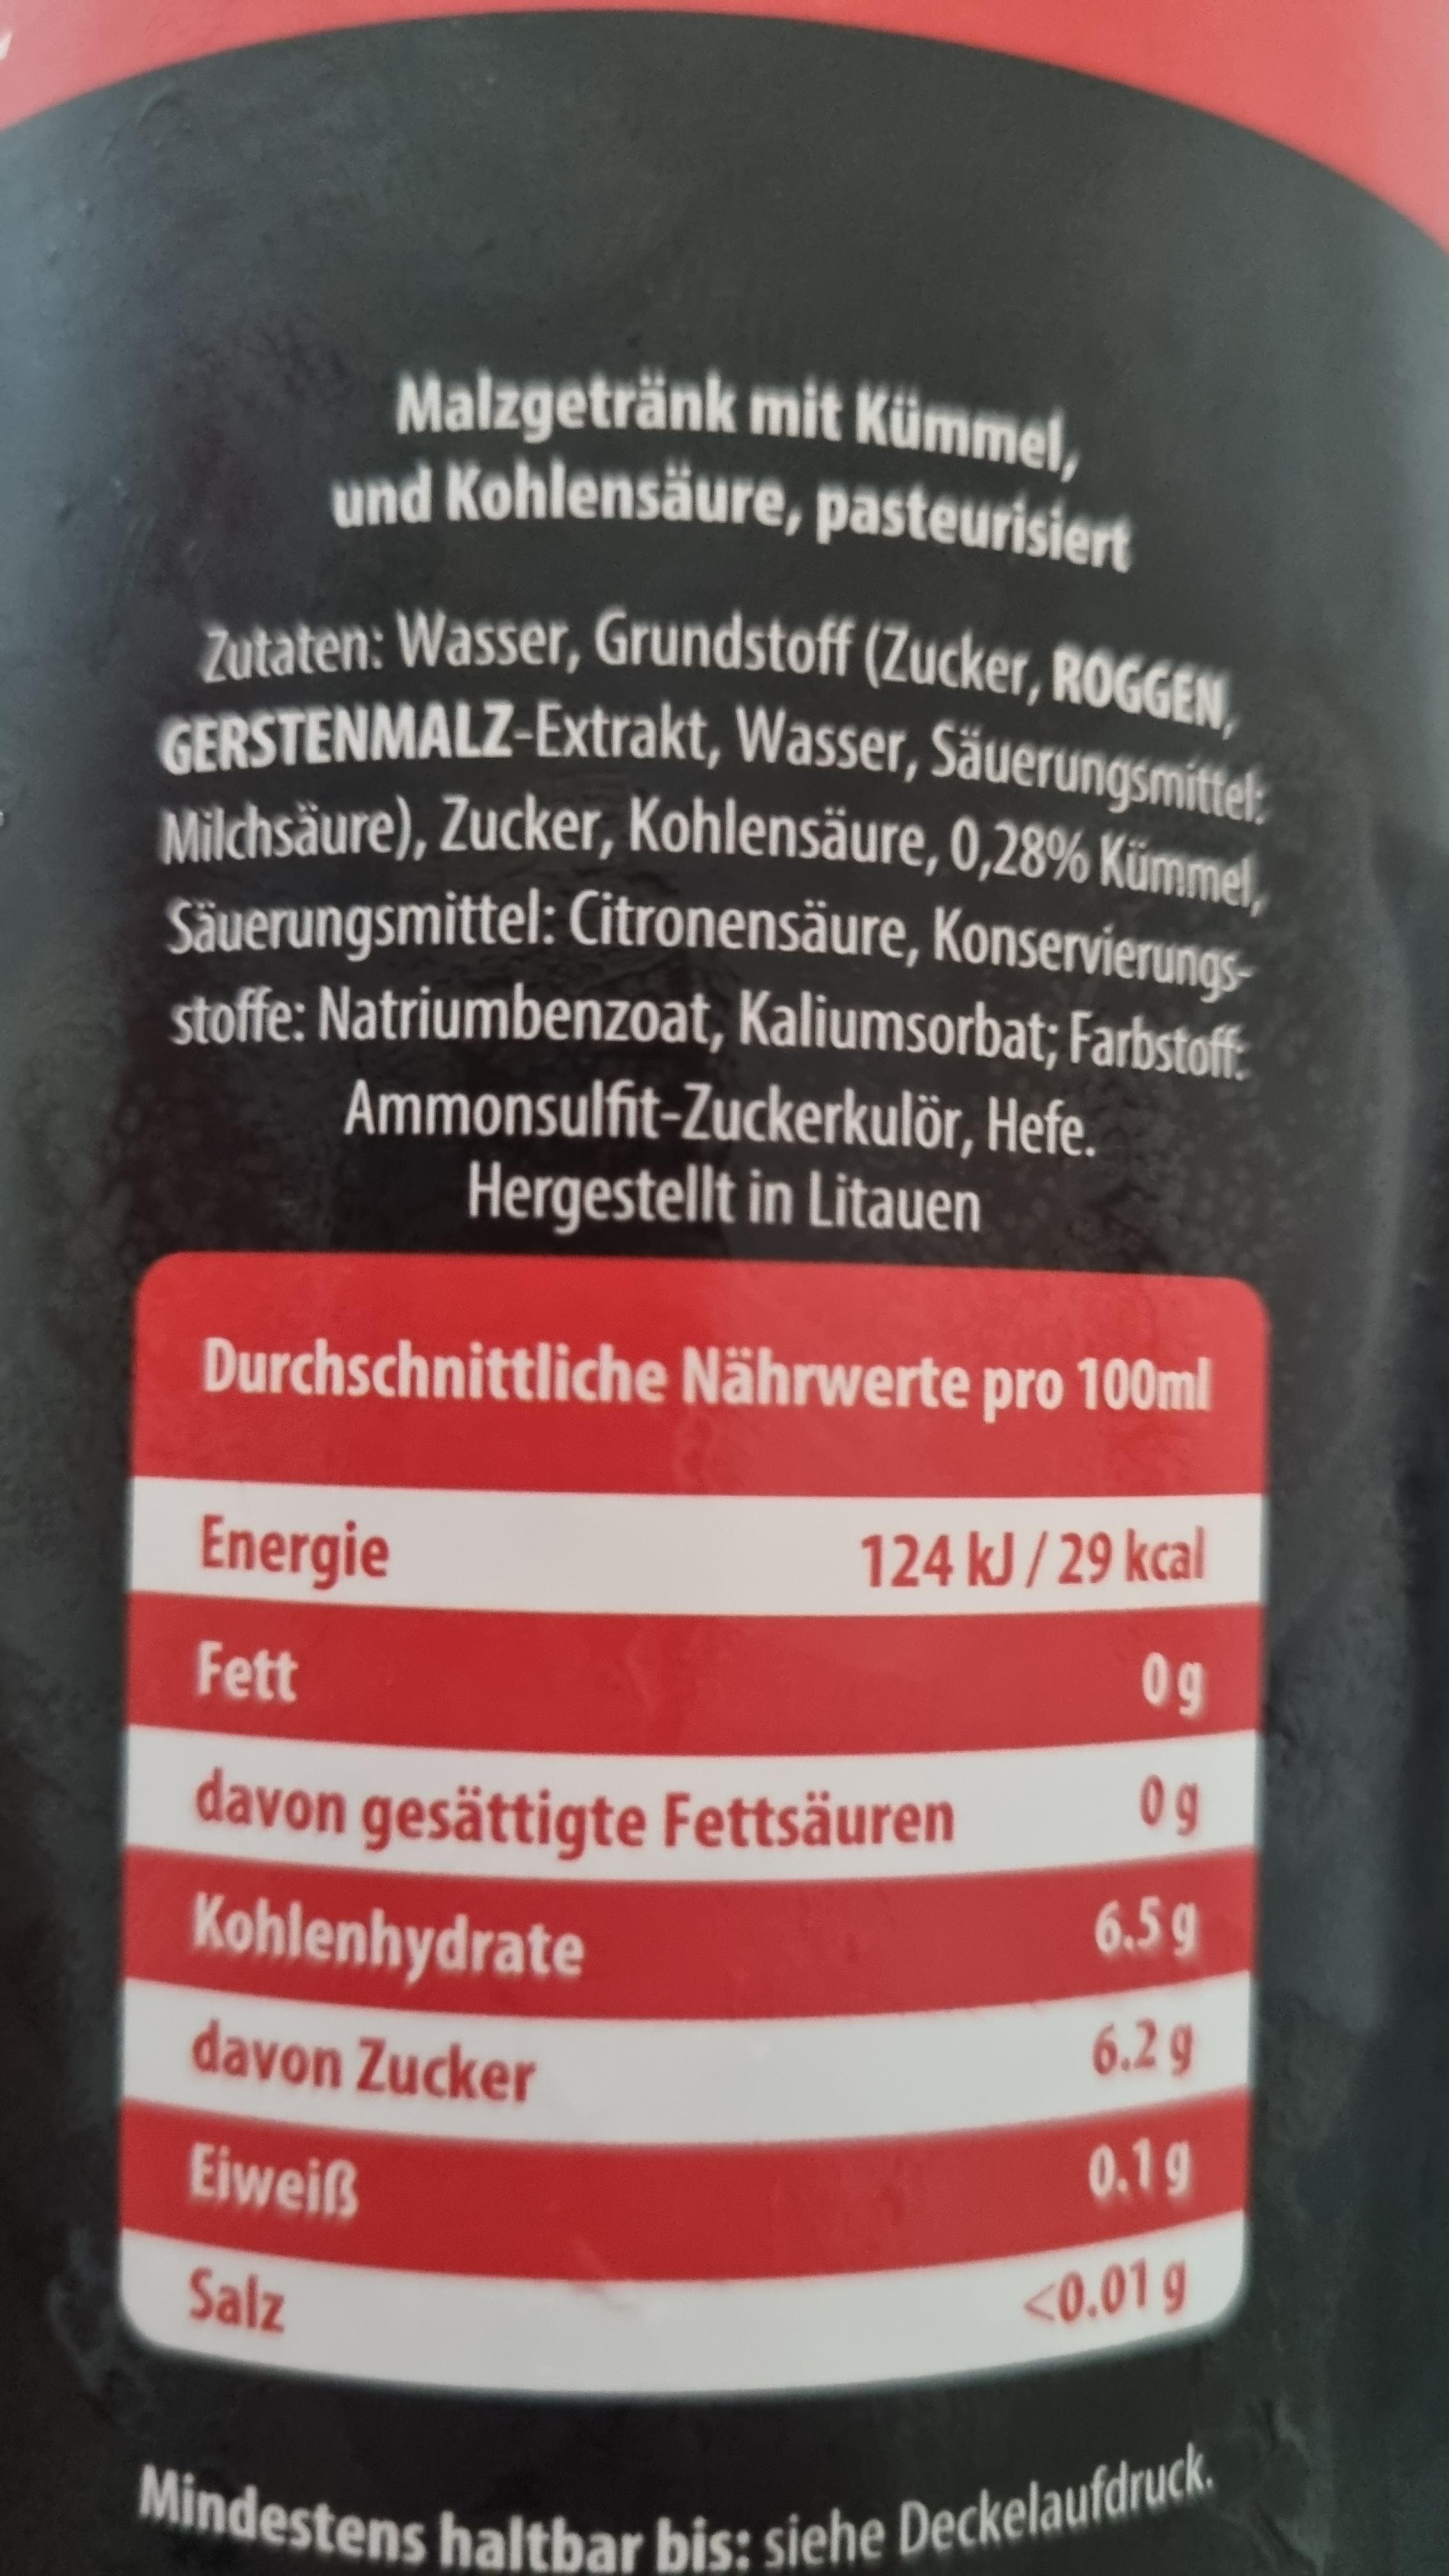 Malzgetränk mit Kümmel,
und Kohlensäure, pasteurisiert
Zutaten: Wasser, Grundstoff (Zucker, ROGGEN,
GERSTENMALZ-Extrakt, Wasser, Säuerungsmittel:
Milchsäure), Zucker, Kohlensäure, 0,28% Kümmel,
Säuerungsmittel: Citronensäure, Konservierungs-
stoffe: Natriumbenzoat, Kaliumsorbat; Farbstoff:
Ammonsulfit-Zuckerkulör, Hefe.
Hergestellt in Litauen
Durchschnittliche Nährwerte pro 100ml
Energie 124 kJ / 29 kcal
Fett 0 g
davon gesättigte Fettsäuren 0 g
Kohlenhydrate 6.5 g
davon Zucker 6.2 g
Eiweiß 0.1 g
Salz <0.01 g
Mindestens haltbar bis: siehe Deckelaufdruck.